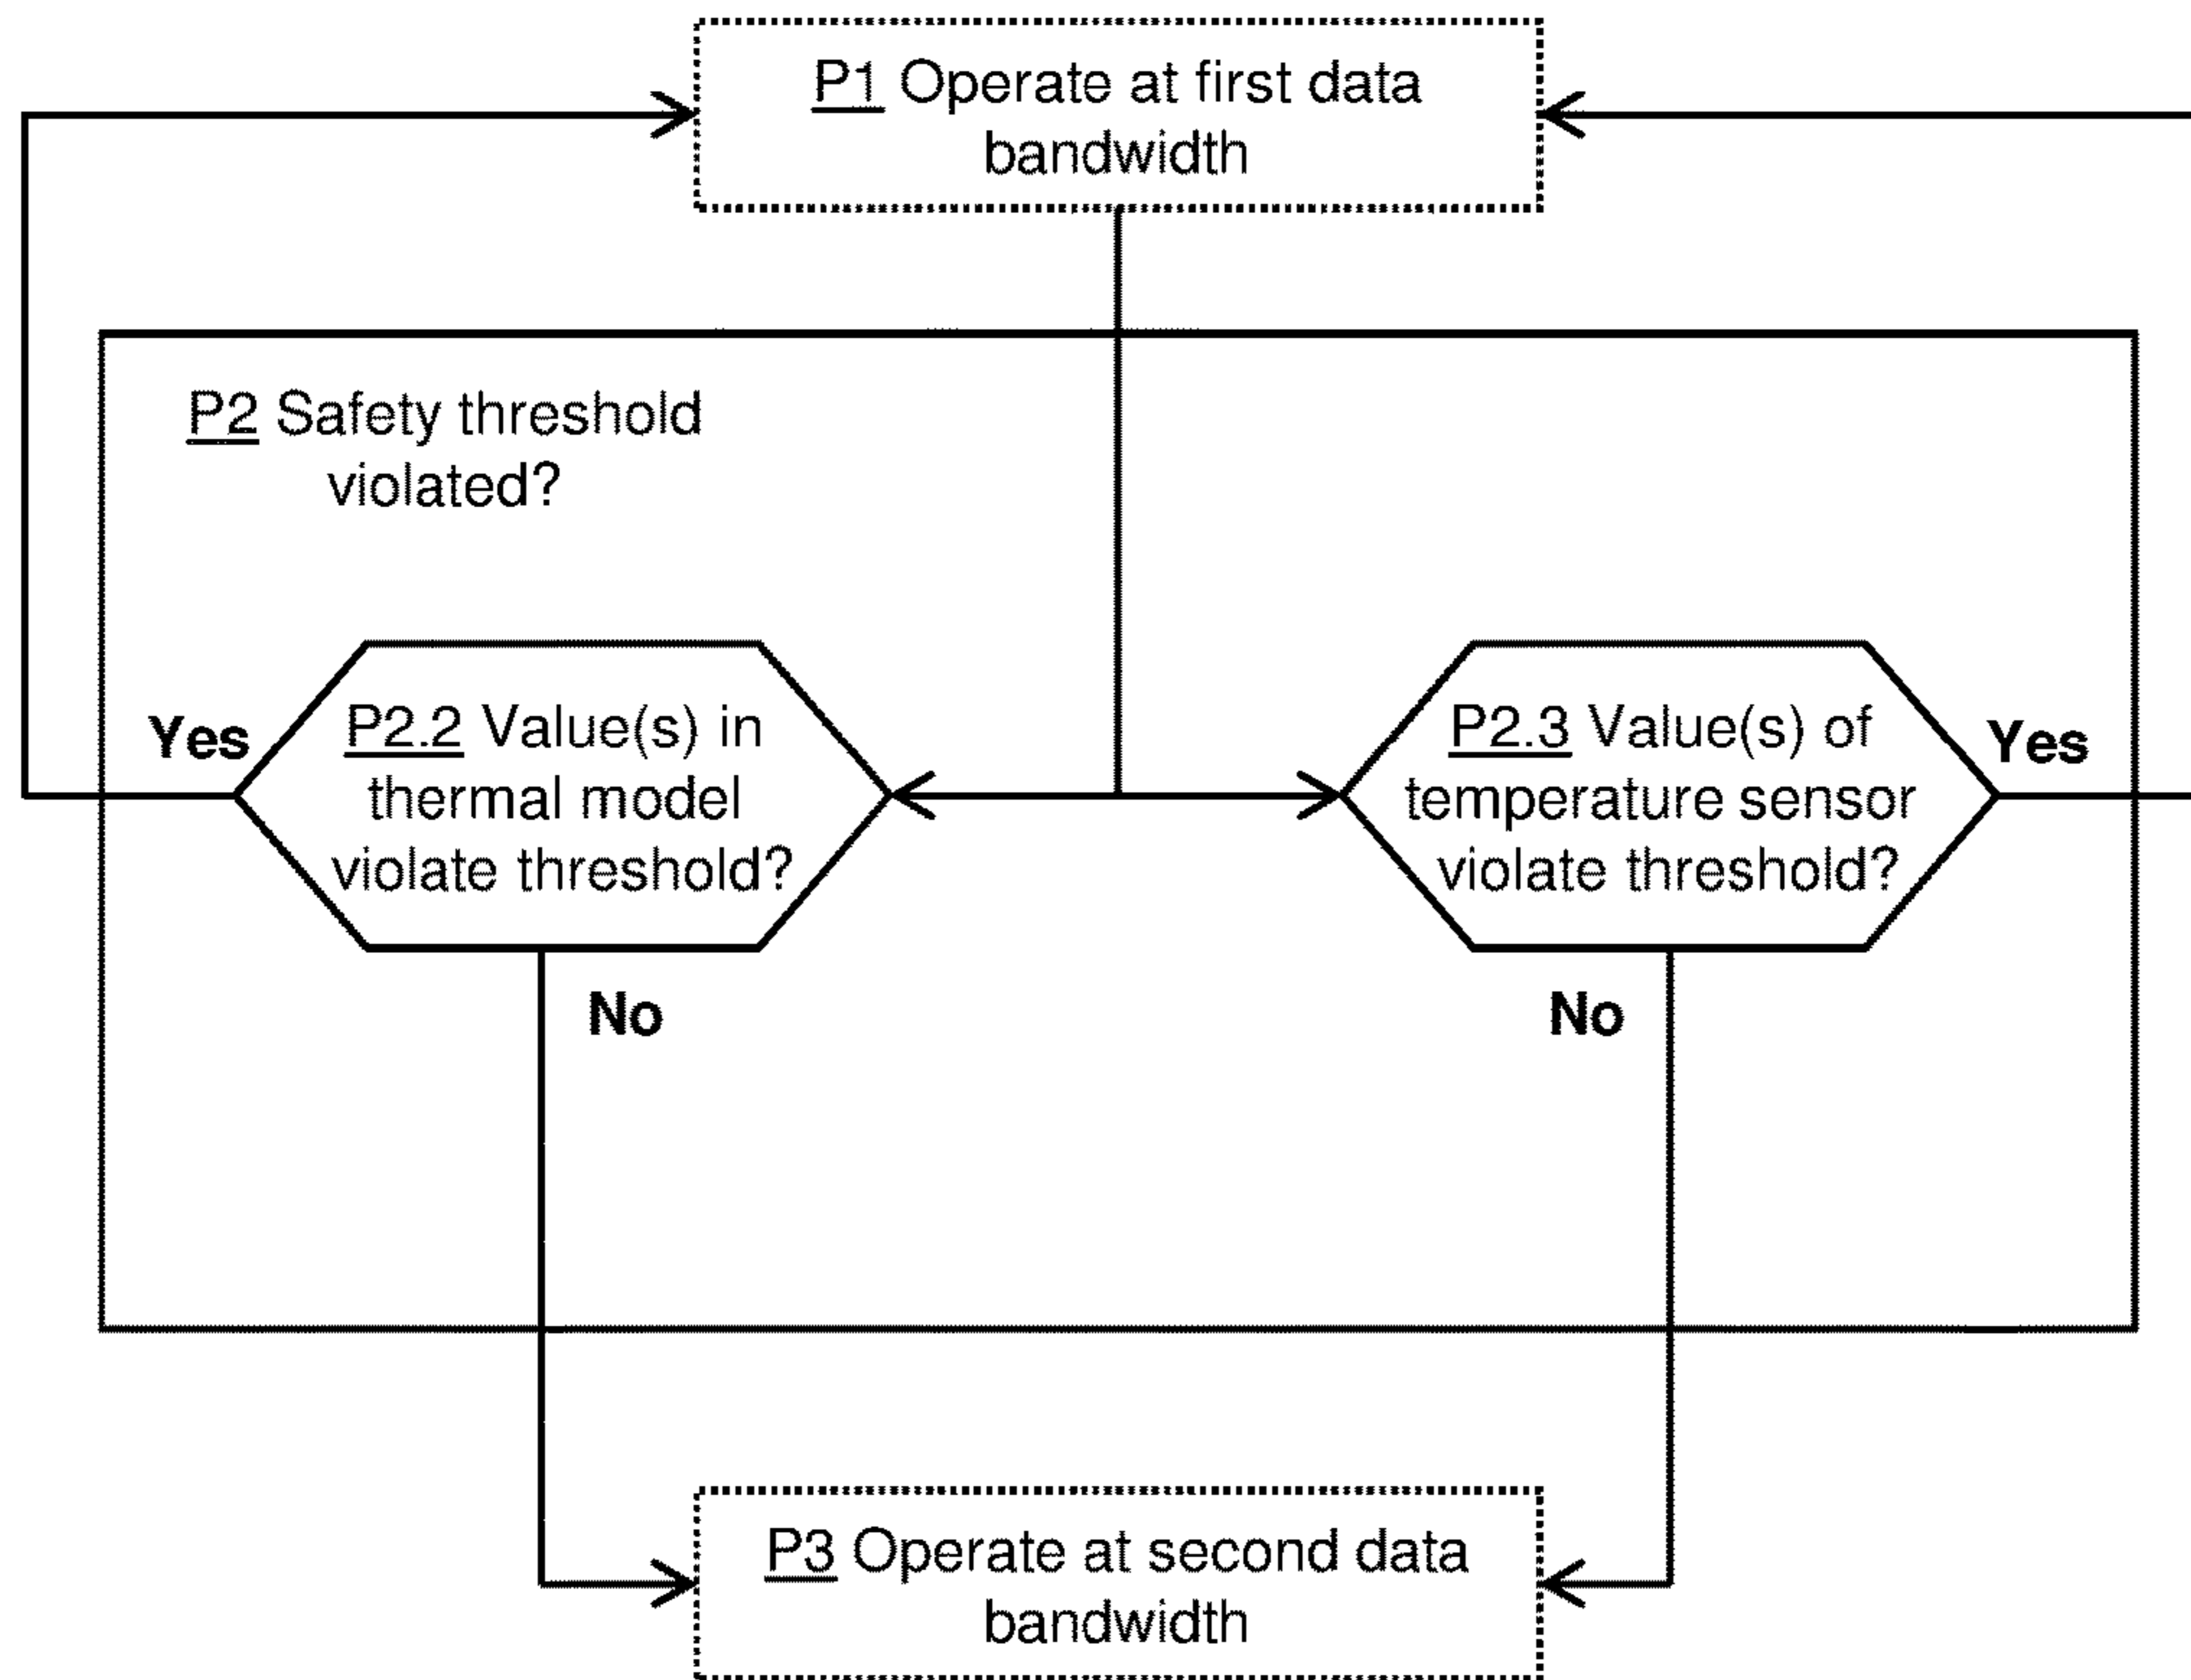 P1 Operate at first data
bandwidth
P2 Safety threshold
violated?
Yes
P2.2 Value(s) in
thermal model
violate threshold?
No
P2.3 Value(s) of
temperature sensor
violate threshold?
Yes
No
P3 Operate at second data
bandwidth